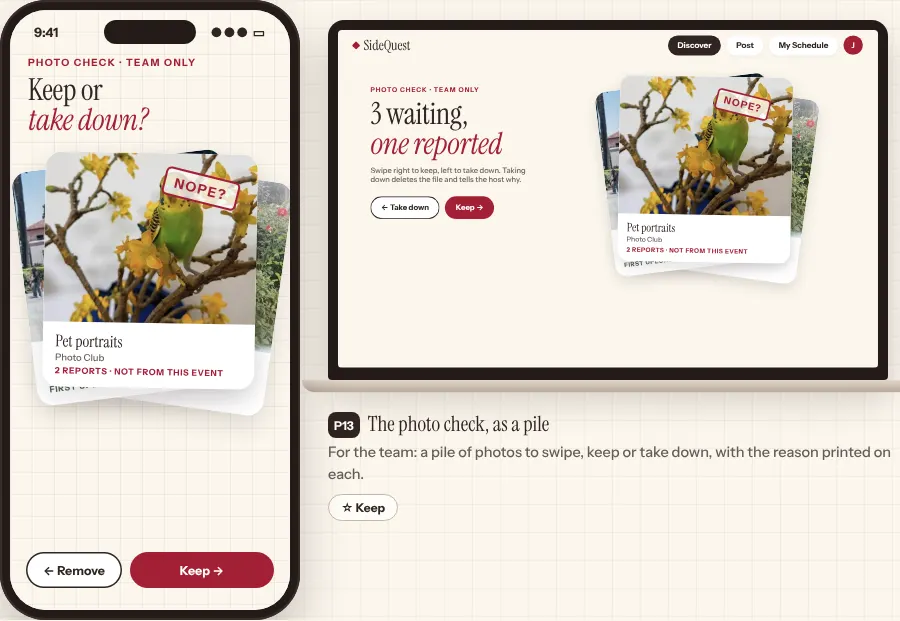 9:41
PHOTO CHECK · TEAM ONLY
Keep or
take down?
NOPE?
Pet portraits
Photo Club
2 REPORTS · NOT FROM THIS EVENT
FIRST
← Remove
Keep →
SideQuest
Discover
Post
My Schedule
J
PHOTO CHECK · TEAM ONLY
3 waiting,
one reported
Swipe right to keep, left to take down. Taking
down deletes the file and tells the host why.
← Take down
Keep →
NOPE?
Pet portraits
Photo Club
2 REPORTS · NOT FROM THIS EVENT
FIRST
P13
The photo check, as a pile
For the team: a pile of photos to swipe, keep or take down, with the reason printed on
each.
☆ Keep